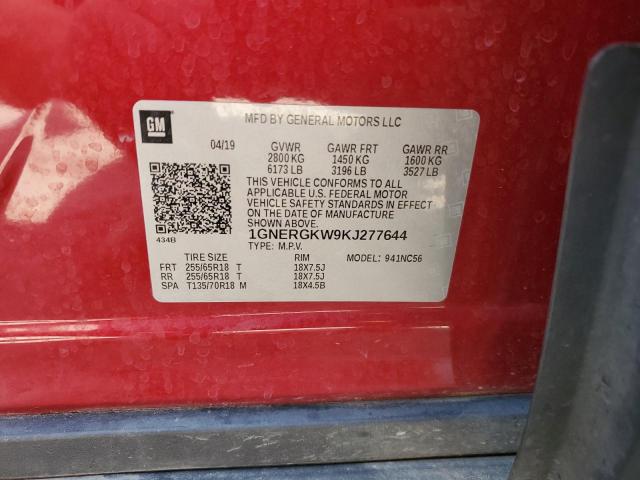 GM
MFD BY GENERAL MOTORS LLC
04/19 GVWR GAWR FRT GAWR RR
2800 KG 1450 KG 1600 KG
6173 LB 3196 LB 3527 LB
THIS VEHICLE CONFORMS TO ALL
APPLICABLE U.S. FEDERAL MOTOR
VEHICLE SAFETY STANDARDS IN EFFECT
ON THE DATE OF MANUFACTURE
SHOWN ABOVE.
434B
1GNERGKW9KJ277644
TYPE: M.P.V.
TIRE SIZE RIM MODEL: 941NC56
FRT 255/65R18 T 18X7.5J
RR 255/65R18 T 18X7.5J
SPA T135/70R18 M 18X4.5B